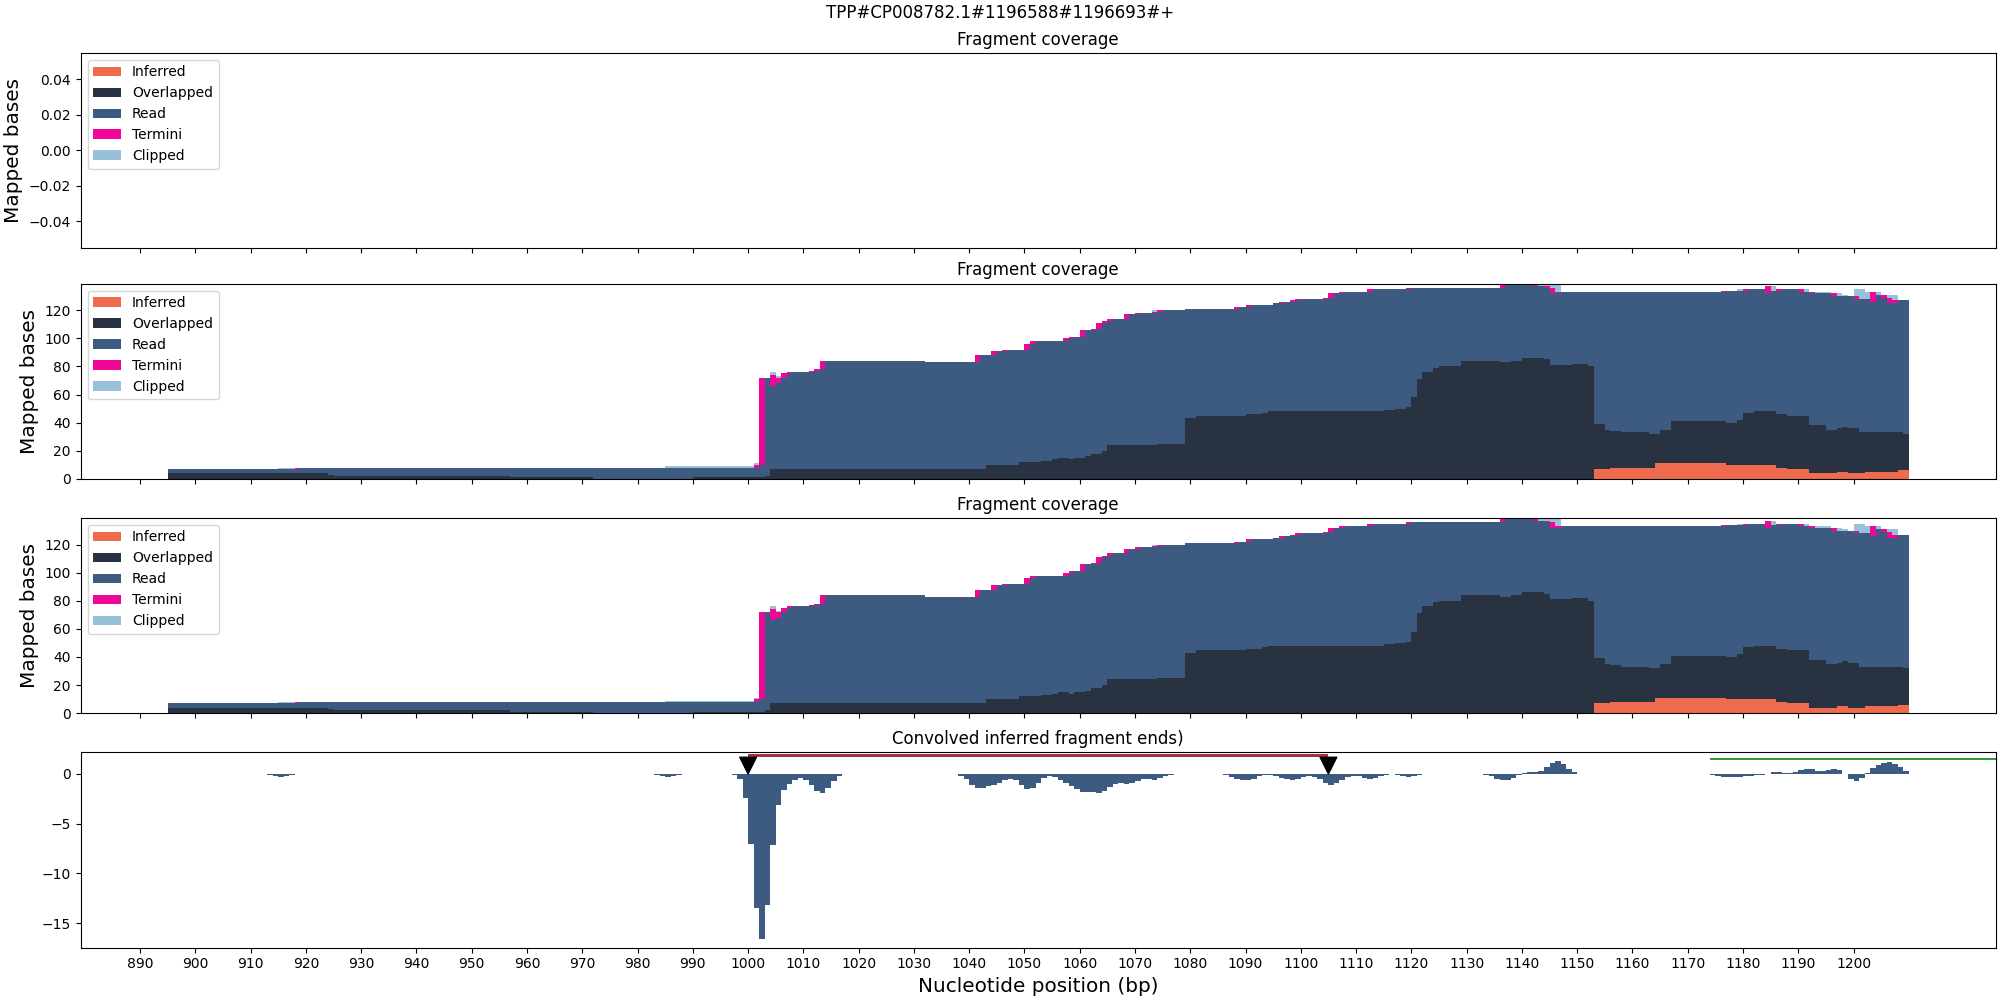 TPP#CP008782.1#1196588#1196693#+
Fragment coverage
Mapped bases
0.04
0.02
0.00
−0.02
−0.04
Inferred
Overlapped
Read
Termini
Clipped
Fragment coverage
Mapped bases
120
100
80
60
40
20
0
Inferred
Overlapped
Read
Termini
Clipped
Fragment coverage
Mapped bases
120
100
80
60
40
20
0
Inferred
Overlapped
Read
Termini
Clipped
Convolved inferred fragment ends)
0
−5
−10
−15
890 900 910 920 930 940 950 960 970 980 990 1000 1010 1020 1030 1040 1050 1060 1070 1080 1090 1100 1110 1120 1130 1140 1150 1160 1170 1180 1190 1200
Nucleotide position (bp)